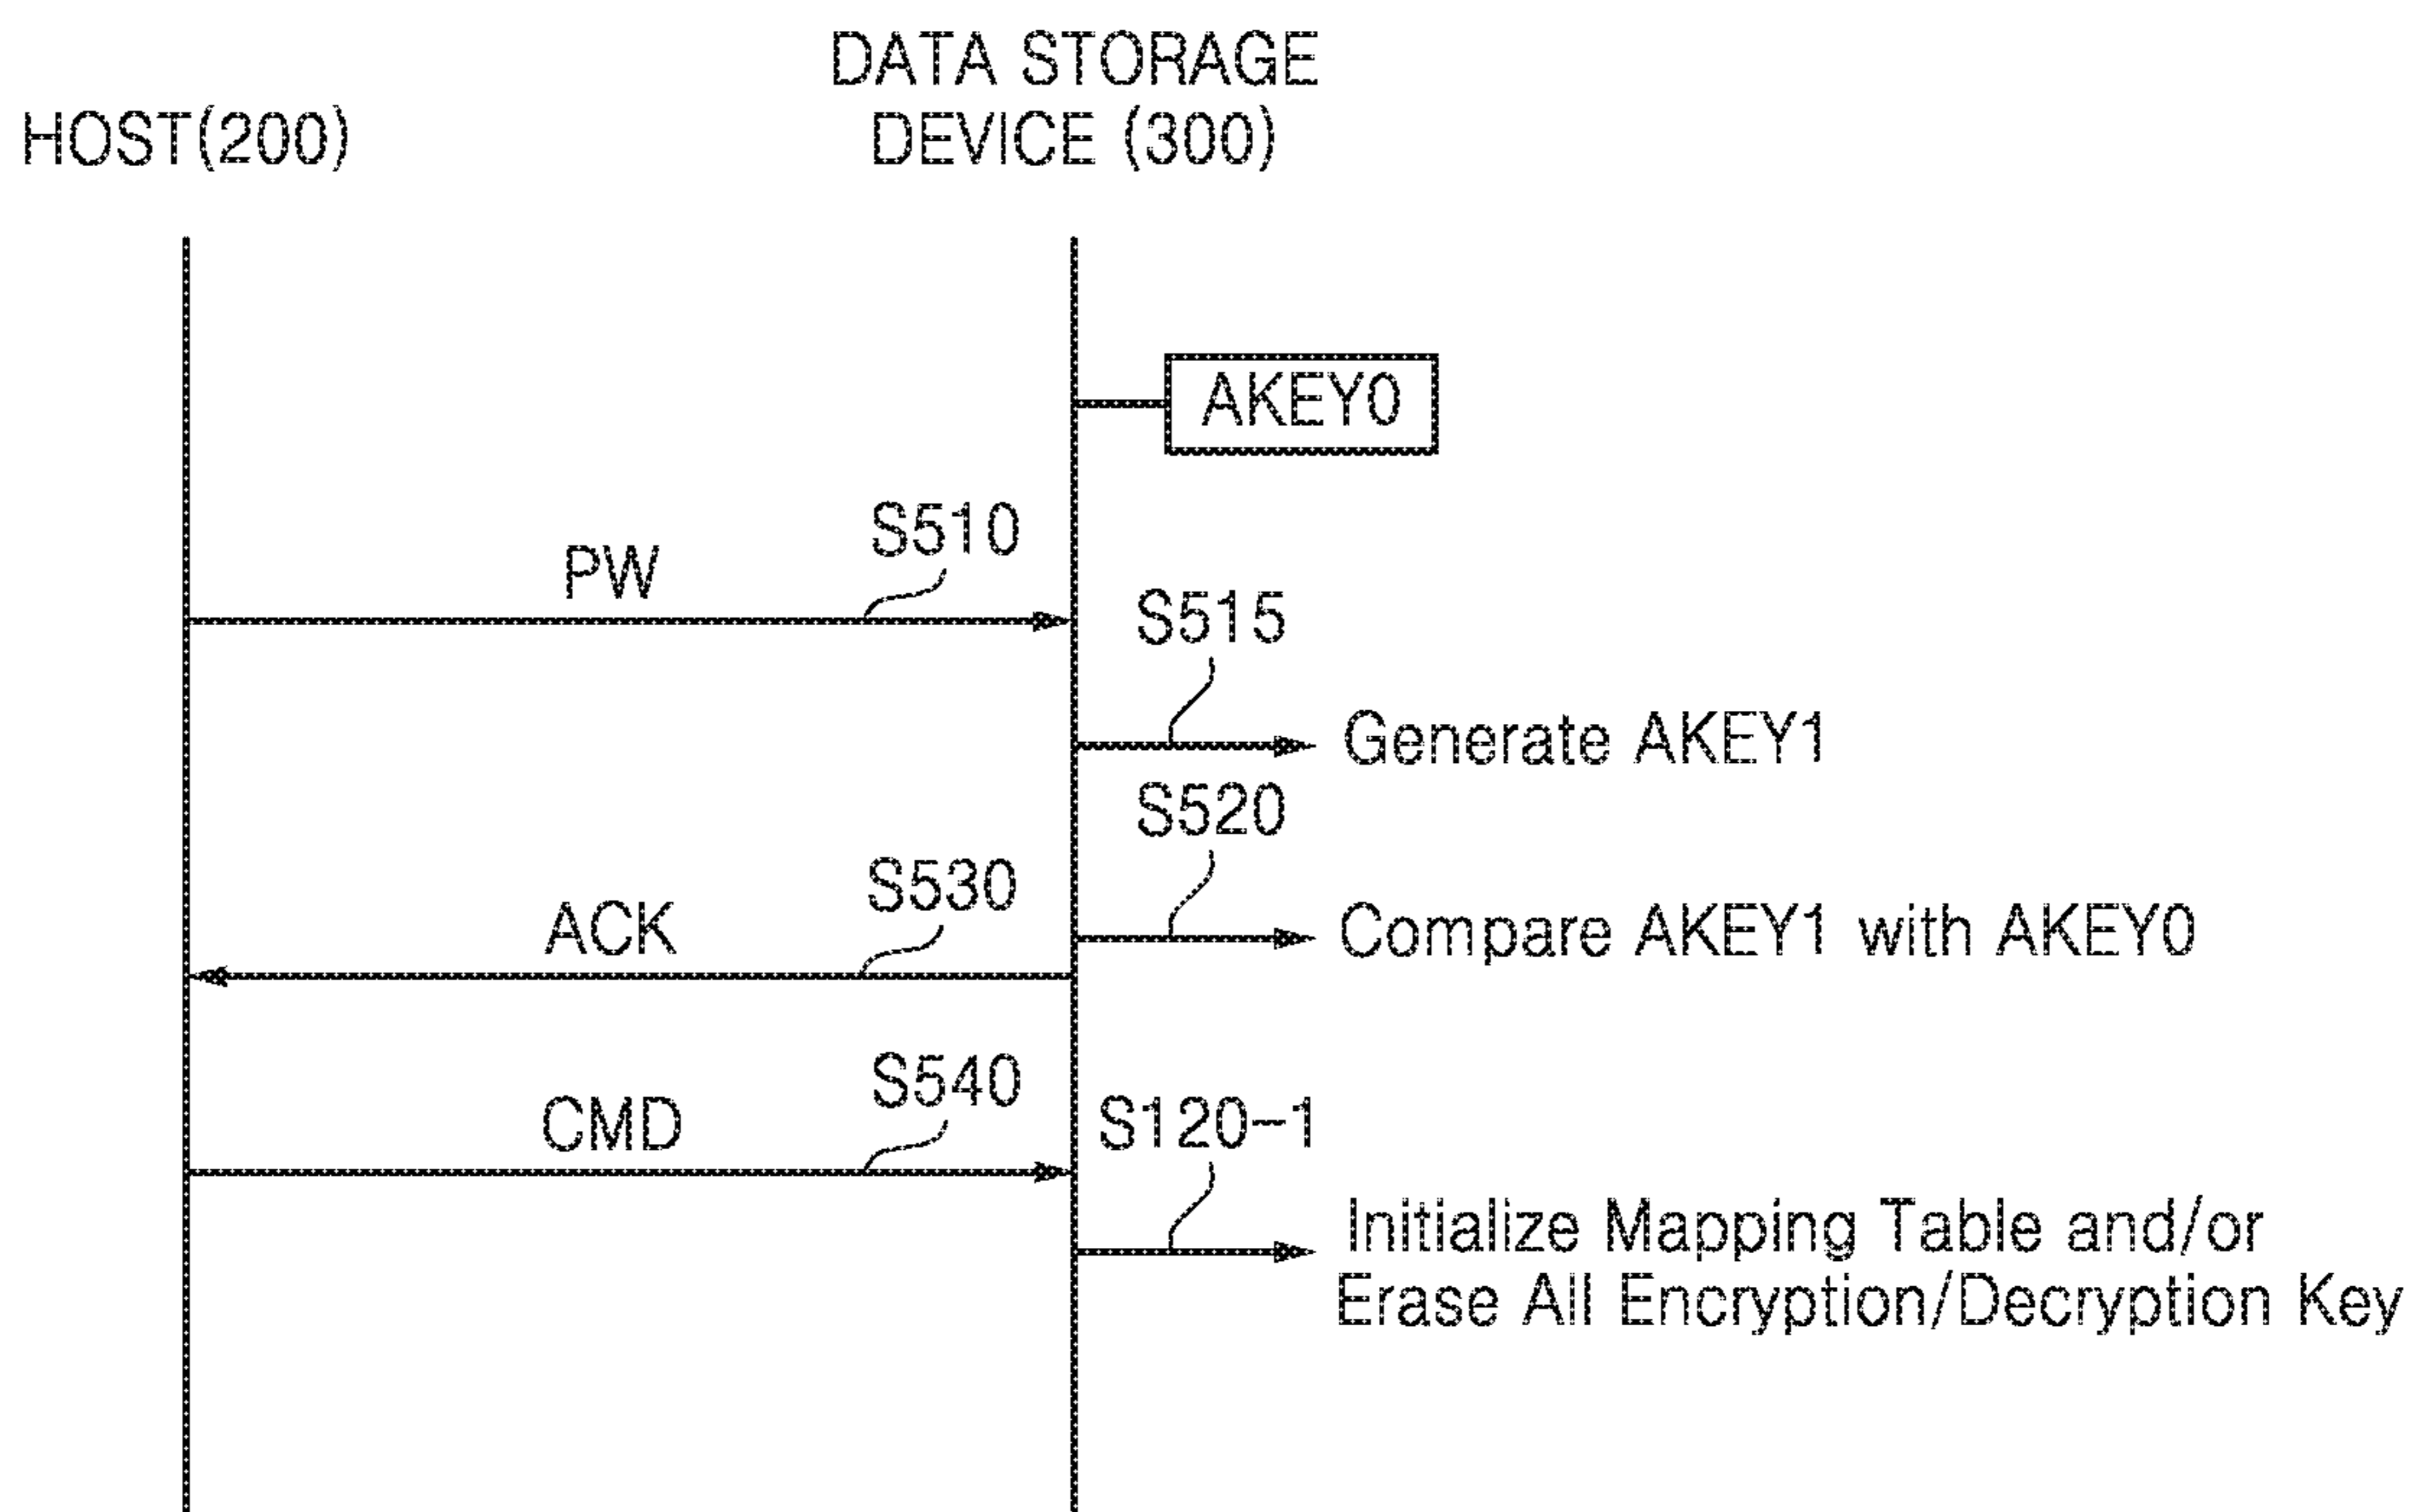 DATA STORAGE
HOST(200)
DEVICE (300)
AKEY0
S510
PW
S515
Generate AKEY1
S520
S530
ACK
Compare AKEY1 with AKEY0
S540
CMD
S120-1
Initialize Mapping Table and/or
Erase All Encryption/Decryption Key